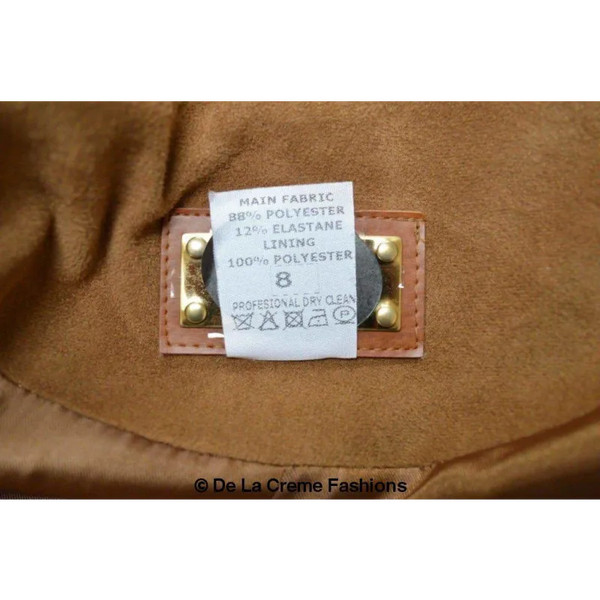 MAIN FABRIC
88% POLYESTER
12% ELASTANE
LINING
100% POLYESTER
8
PROFESIONAL DRY CLEAN
P
© De La Creme Fashions